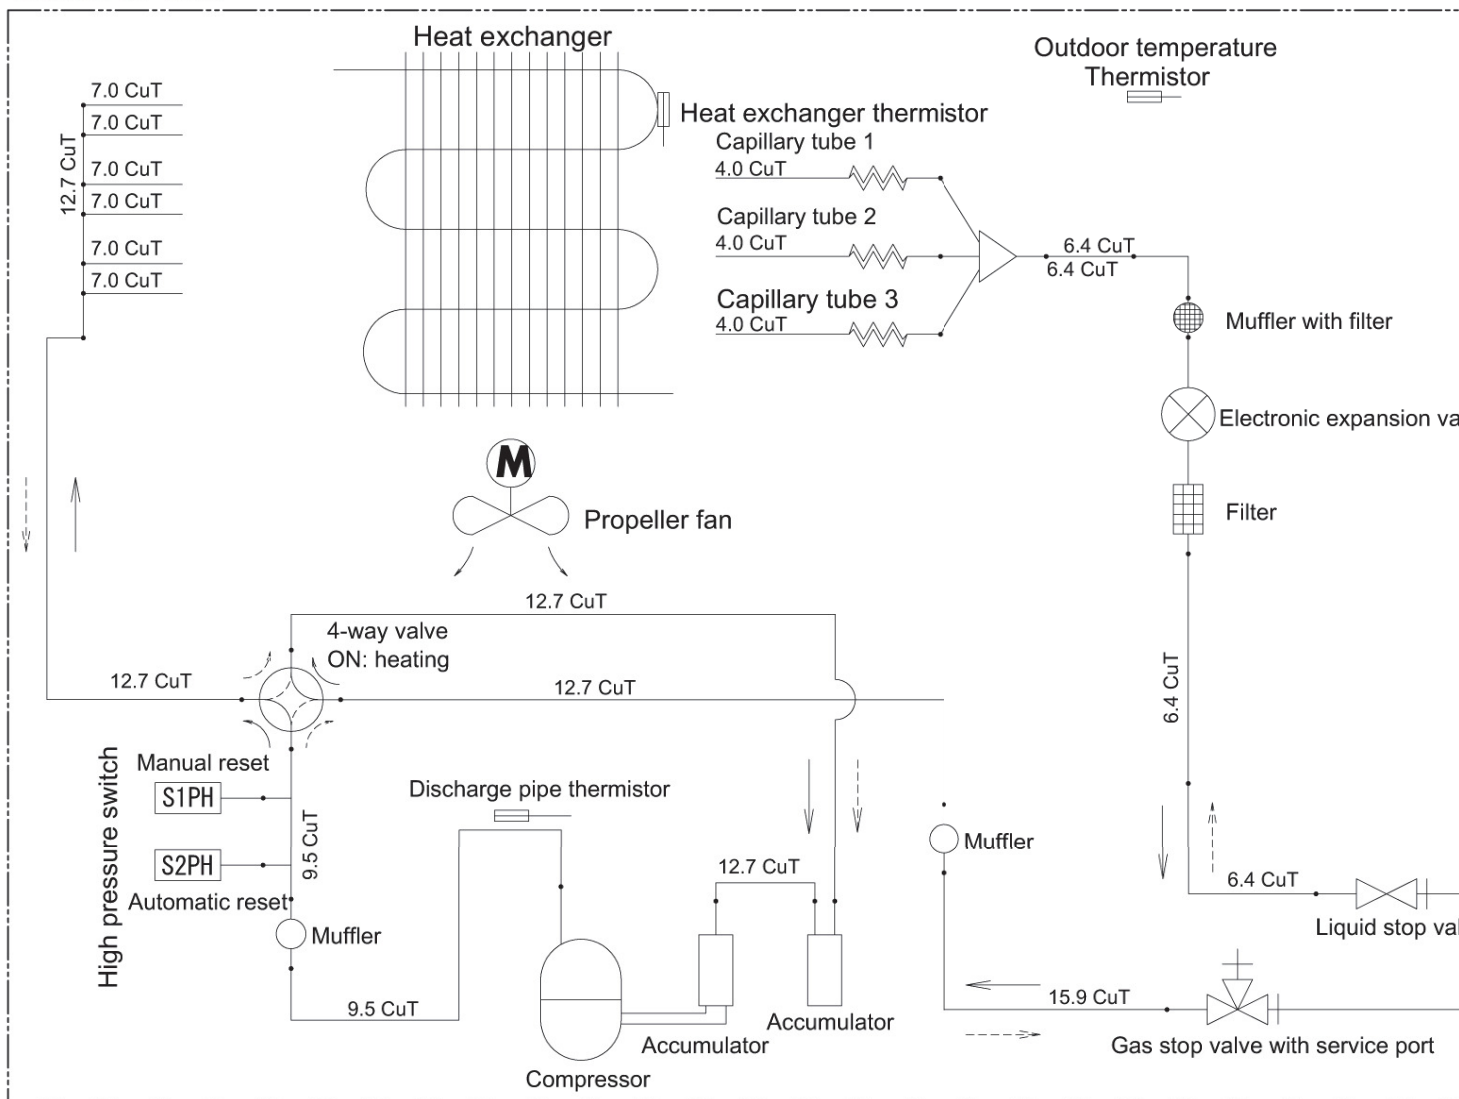 Heat exchanger
Outdoor temperature
Thermistor
7.0 CuT
7.0 CuT
7.0 CuT
7.0 CuT
7.0 CuT
7.0 CuT
12.7 CuT
Heat exchanger thermistor
Capillary tube 1
4.0 CuT
Capillary tube 2
4.0 CuT
Capillary tube 3
4.0 CuT
6.4 CuT
6.4 CuT
Muffler with filter
Electronic expansion va
Filter
M
Propeller fan
12.7 CuT
4-way valve
ON: heating
12.7 CuT
12.7 CuT
6.4 CuT
High pressure switch
Manual reset
S1PH
S2PH
Automatic reset
9.5 CuT
Muffler
9.5 CuT
Discharge pipe thermistor
12.7 CuT
Accumulator
Accumulator
Compressor
Muffler
6.4 CuT
Liquid stop val
15.9 CuT
Gas stop valve with service port